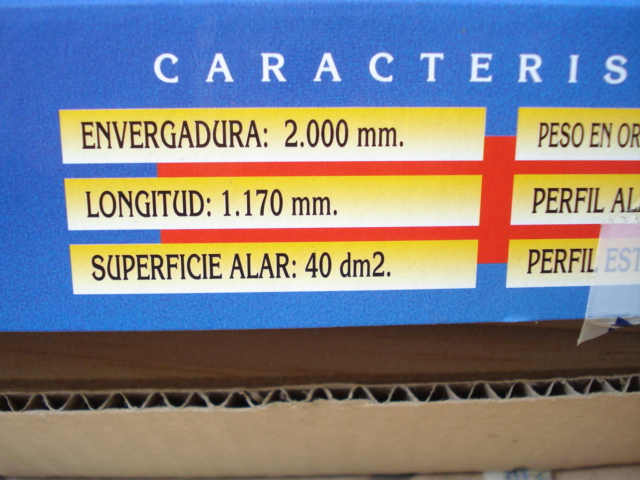 CARACTERIS
ENVERGADURA: 2.000 mm.
LONGITUD: 1.170 mm.
SUPERFICIE ALAR: 40 dm2.
PESO EN OR
PERFIL AL
PERFIL EST